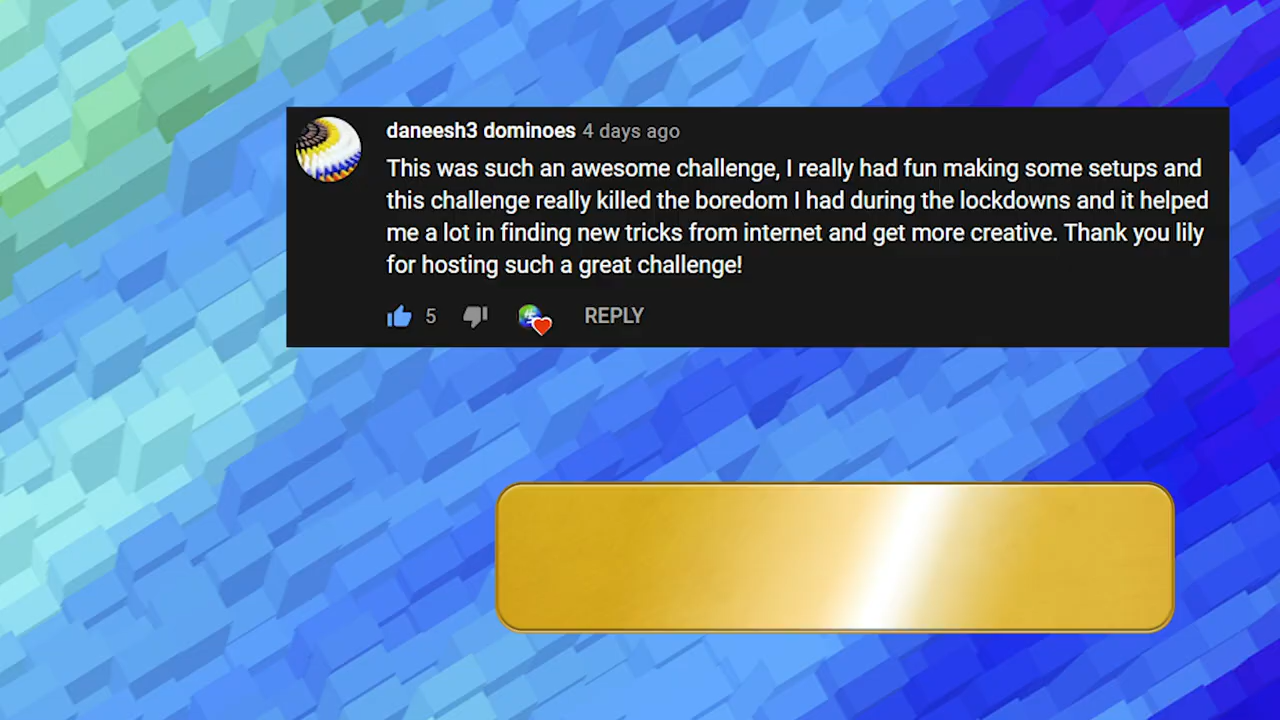 daneesh3 dominoes 4 days ago
This was such an awesome challenge, I really had fun making some setups and
this challenge really killed the boredom I had during the lockdowns and it helped
me a lot in finding new tricks from internet and get more creative. Thank you lily
for hosting such a great challenge!
5 REPLY